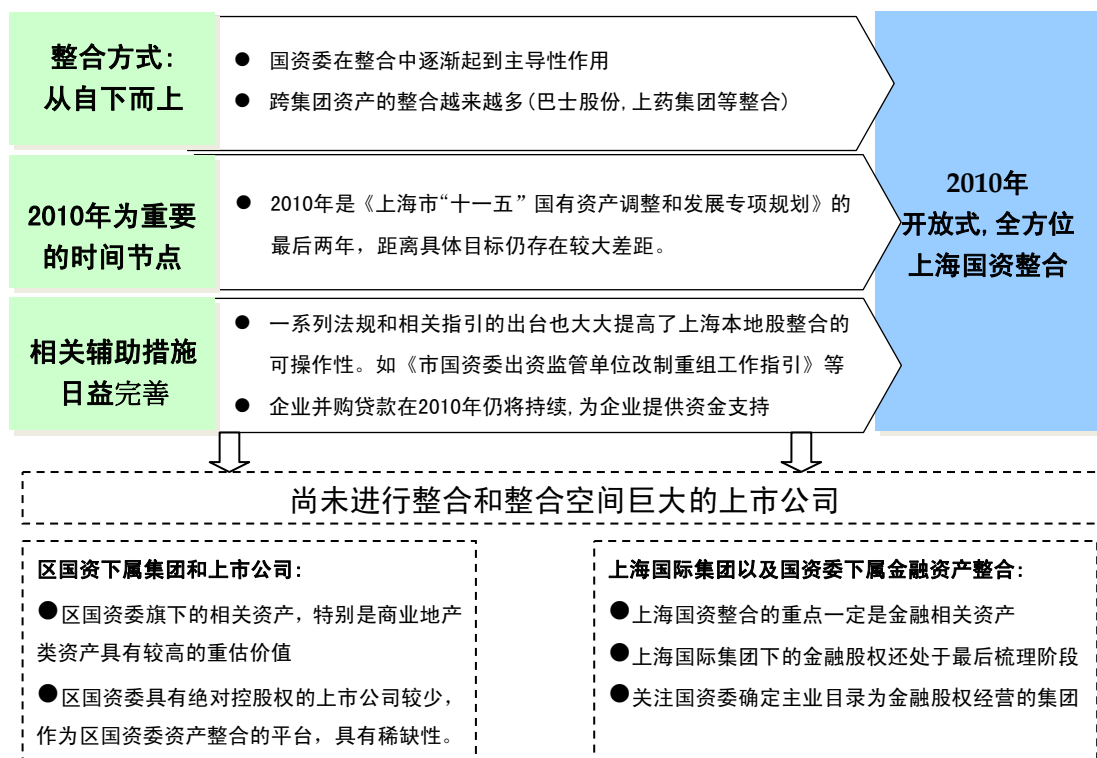 整合方式:
从自下而上
● 国资委在整合中逐渐起到主导性作用
● 跨集团资产的整合越来越多(巴士股份,上药集团等整合)
2010年为重要
的时间节点
● 2010年是《上海市“十一五”国有资产调整和发展专项规划》的
最后两年，距离具体目标仍存在较大差距。
相关辅助措施
日益完善
● 一系列法规和相关指引的出台也大大提高了上海本地股整合的
可操作性。如《市国资委出资监管单位改制重组工作指引》等
● 企业并购贷款在2010年仍将持续,为企业提供资金支持
2010年
开放式,全方位
上海国资整合
尚未进行整合和整合空间巨大的上市公司
区国资下属集团和上市公司:
●区国资委旗下的相关资产，特别是商业地产
类资产具有较高的重估价值
●区国资委具有绝对控股权的上市公司较少，
作为区国资委资产整合的平台，具有稀缺性。
上海国际集团以及国资委下属金融资产整合:
●上海国资整合的重点一定是金融相关资产
●上海国际集团下的金融股权还处于最后梳理阶段
●关注国资委确定主业目录为金融股权经营的集团